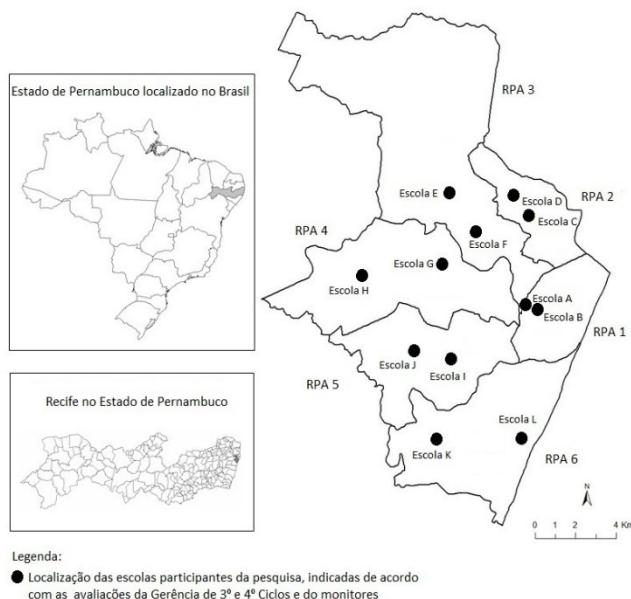 Estado de Pernambuco localizado no Brasil
Recife no Estado de Pernambuco
RPA 3
RPA 2
Escola E
Escola D
Escola C
RPA 4
Escola F
Escola G
Escola H
Escola A
Escola B
RPA 1
Escola J
Escola I
RPA 5
Escola L
Escola K
RPA 6
N
0 2 4 Km
Legenda:
Localização das escolas participantes da pesquisa, indicadas de acordo
com as avaliações da Gerência de 3º e 4º Ciclos e do monitores